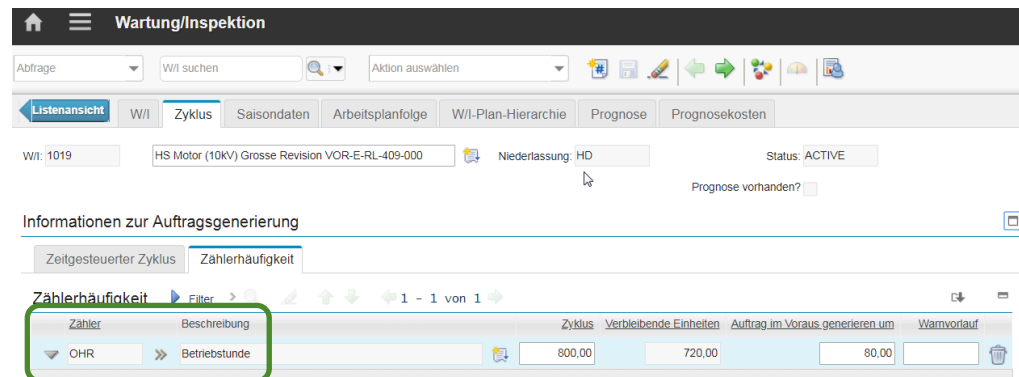 Wartung/Inspektion
Abfrage W/I suchen Aktion auswählen
Listenansicht W/I Zyklus Saisondaten Arbeitsplanfolge W/I-Plan-Hierarchie Prognose Prognosekosten
W/I: 1019 HS Motor (10kV) Grosse Revision VOR-E-RL-409-000 Niederlassung: HD Status: ACTIVE
Prognose vorhanden?
Informationen zur Auftragsgenerierung
Zeitgesteuerter Zyklus Zählerhäufigkeit
Zählerhäufigkeit Filter 1 - 1 von 1
Zähler Beschreibung Zyklus Verbleibende Einheiten Auftrag im Voraus generieren um Warnvorlauf
OHR Betriebstunde 800,00 720,00 80,00